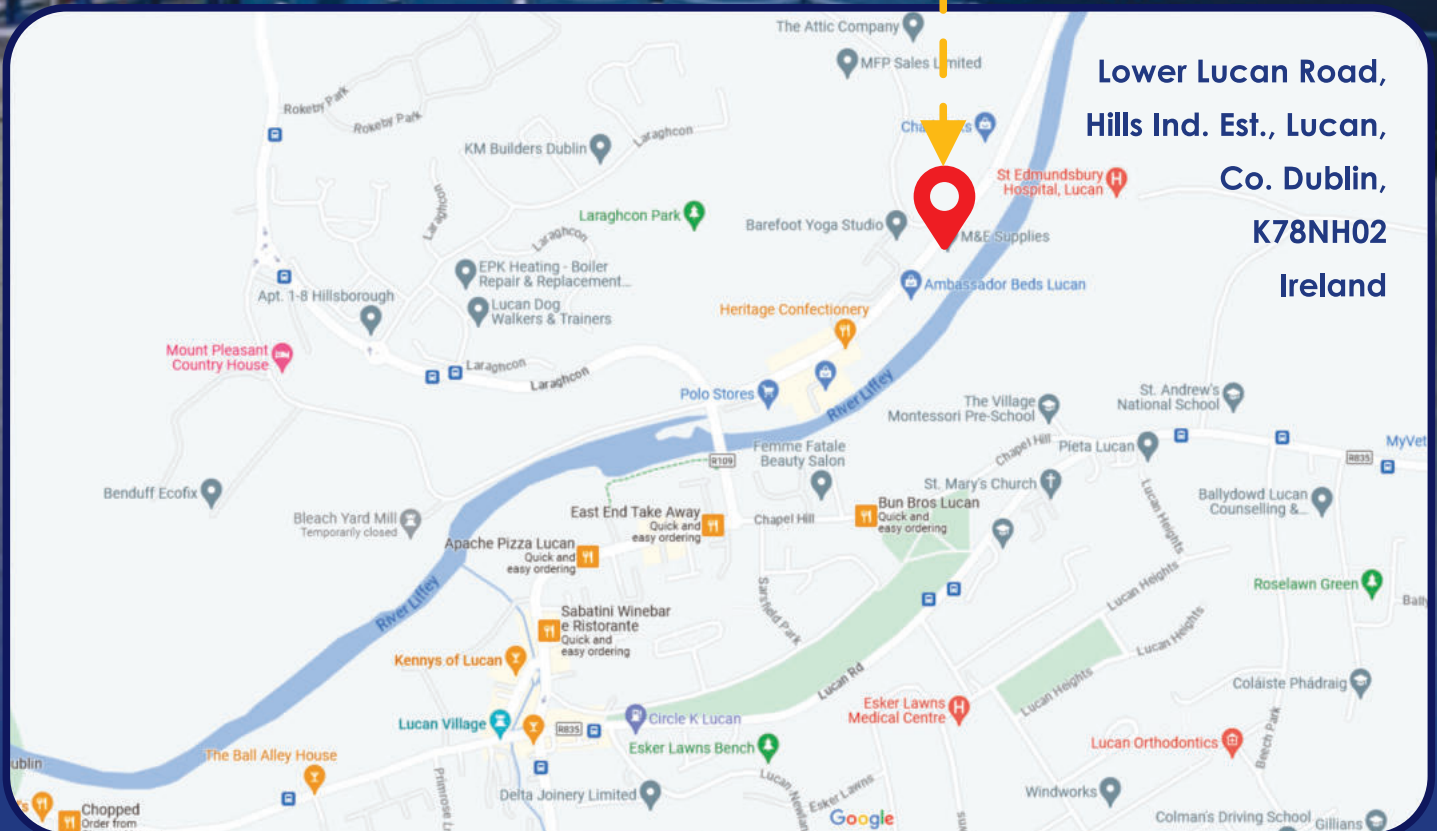 The Attic Company
MFP Sales Limited
Lower Lucan Road,
Hills Ind. Est., Lucan,
Co. Dublin,
K78NH02
Ireland
Rokeby Park
Rokeby Park
KM Builders Dublin
Laraghcon
St Edmundsbury
Hospital, Lucan
Laraghcon
Laraghcon Park
Barefoot Yoga Studio
M&E Supplies
Laraghcon
Laraghcon
EPK Heating - Boiler
Repair & Replacement...
Apt. 1-8 Hillsborough
Lucan Dog
Walkers & Trainers
Ambassador Beds Lucan
Heritage Confectionery
Mount Pleasant
Country House
Laraghcon
Laraghcon
Polo Stores
River Liffey
The Village
Montessori Pre-School
St. Andrew's
National School
Chapel Hill
Pieta Lucan
MyVet
R835
R109
Femme Fatale
Beauty Salon
St. Mary's Church
Benduff Ecofix
Bleach Yard Mill
Temporarily closed
East End Take Away
Quick and
easy ordering
Chapel Hill
Bun Bros Lucan
Quick and
easy ordering
Lucan Heights
Ballydowd Lucan
Counselling &...
Apache Pizza Lucan
Quick and
easy ordering
River Liffey
Sarsfield Park
Lucan Heights
Roselawn Green
Bally
Sabatini Winebar
e Ristorante
Quick and
easy ordering
Kennys of Lucan
Lucan Rd
Lucan Heights
Lucan Heights
Coláiste Phádraig
Esker Lawns
Medical Centre
Lucan Village
R835
Circle K Lucan
Esker Lawns Bench
Lucan Orthodontics
Beech Park
The Ball Alley House
ublin
Chopped
Order from
Delta Joinery Limited
Lucan Newlan
Esker Lawns
Windworks
Google
Colman's Driving School
Gillians